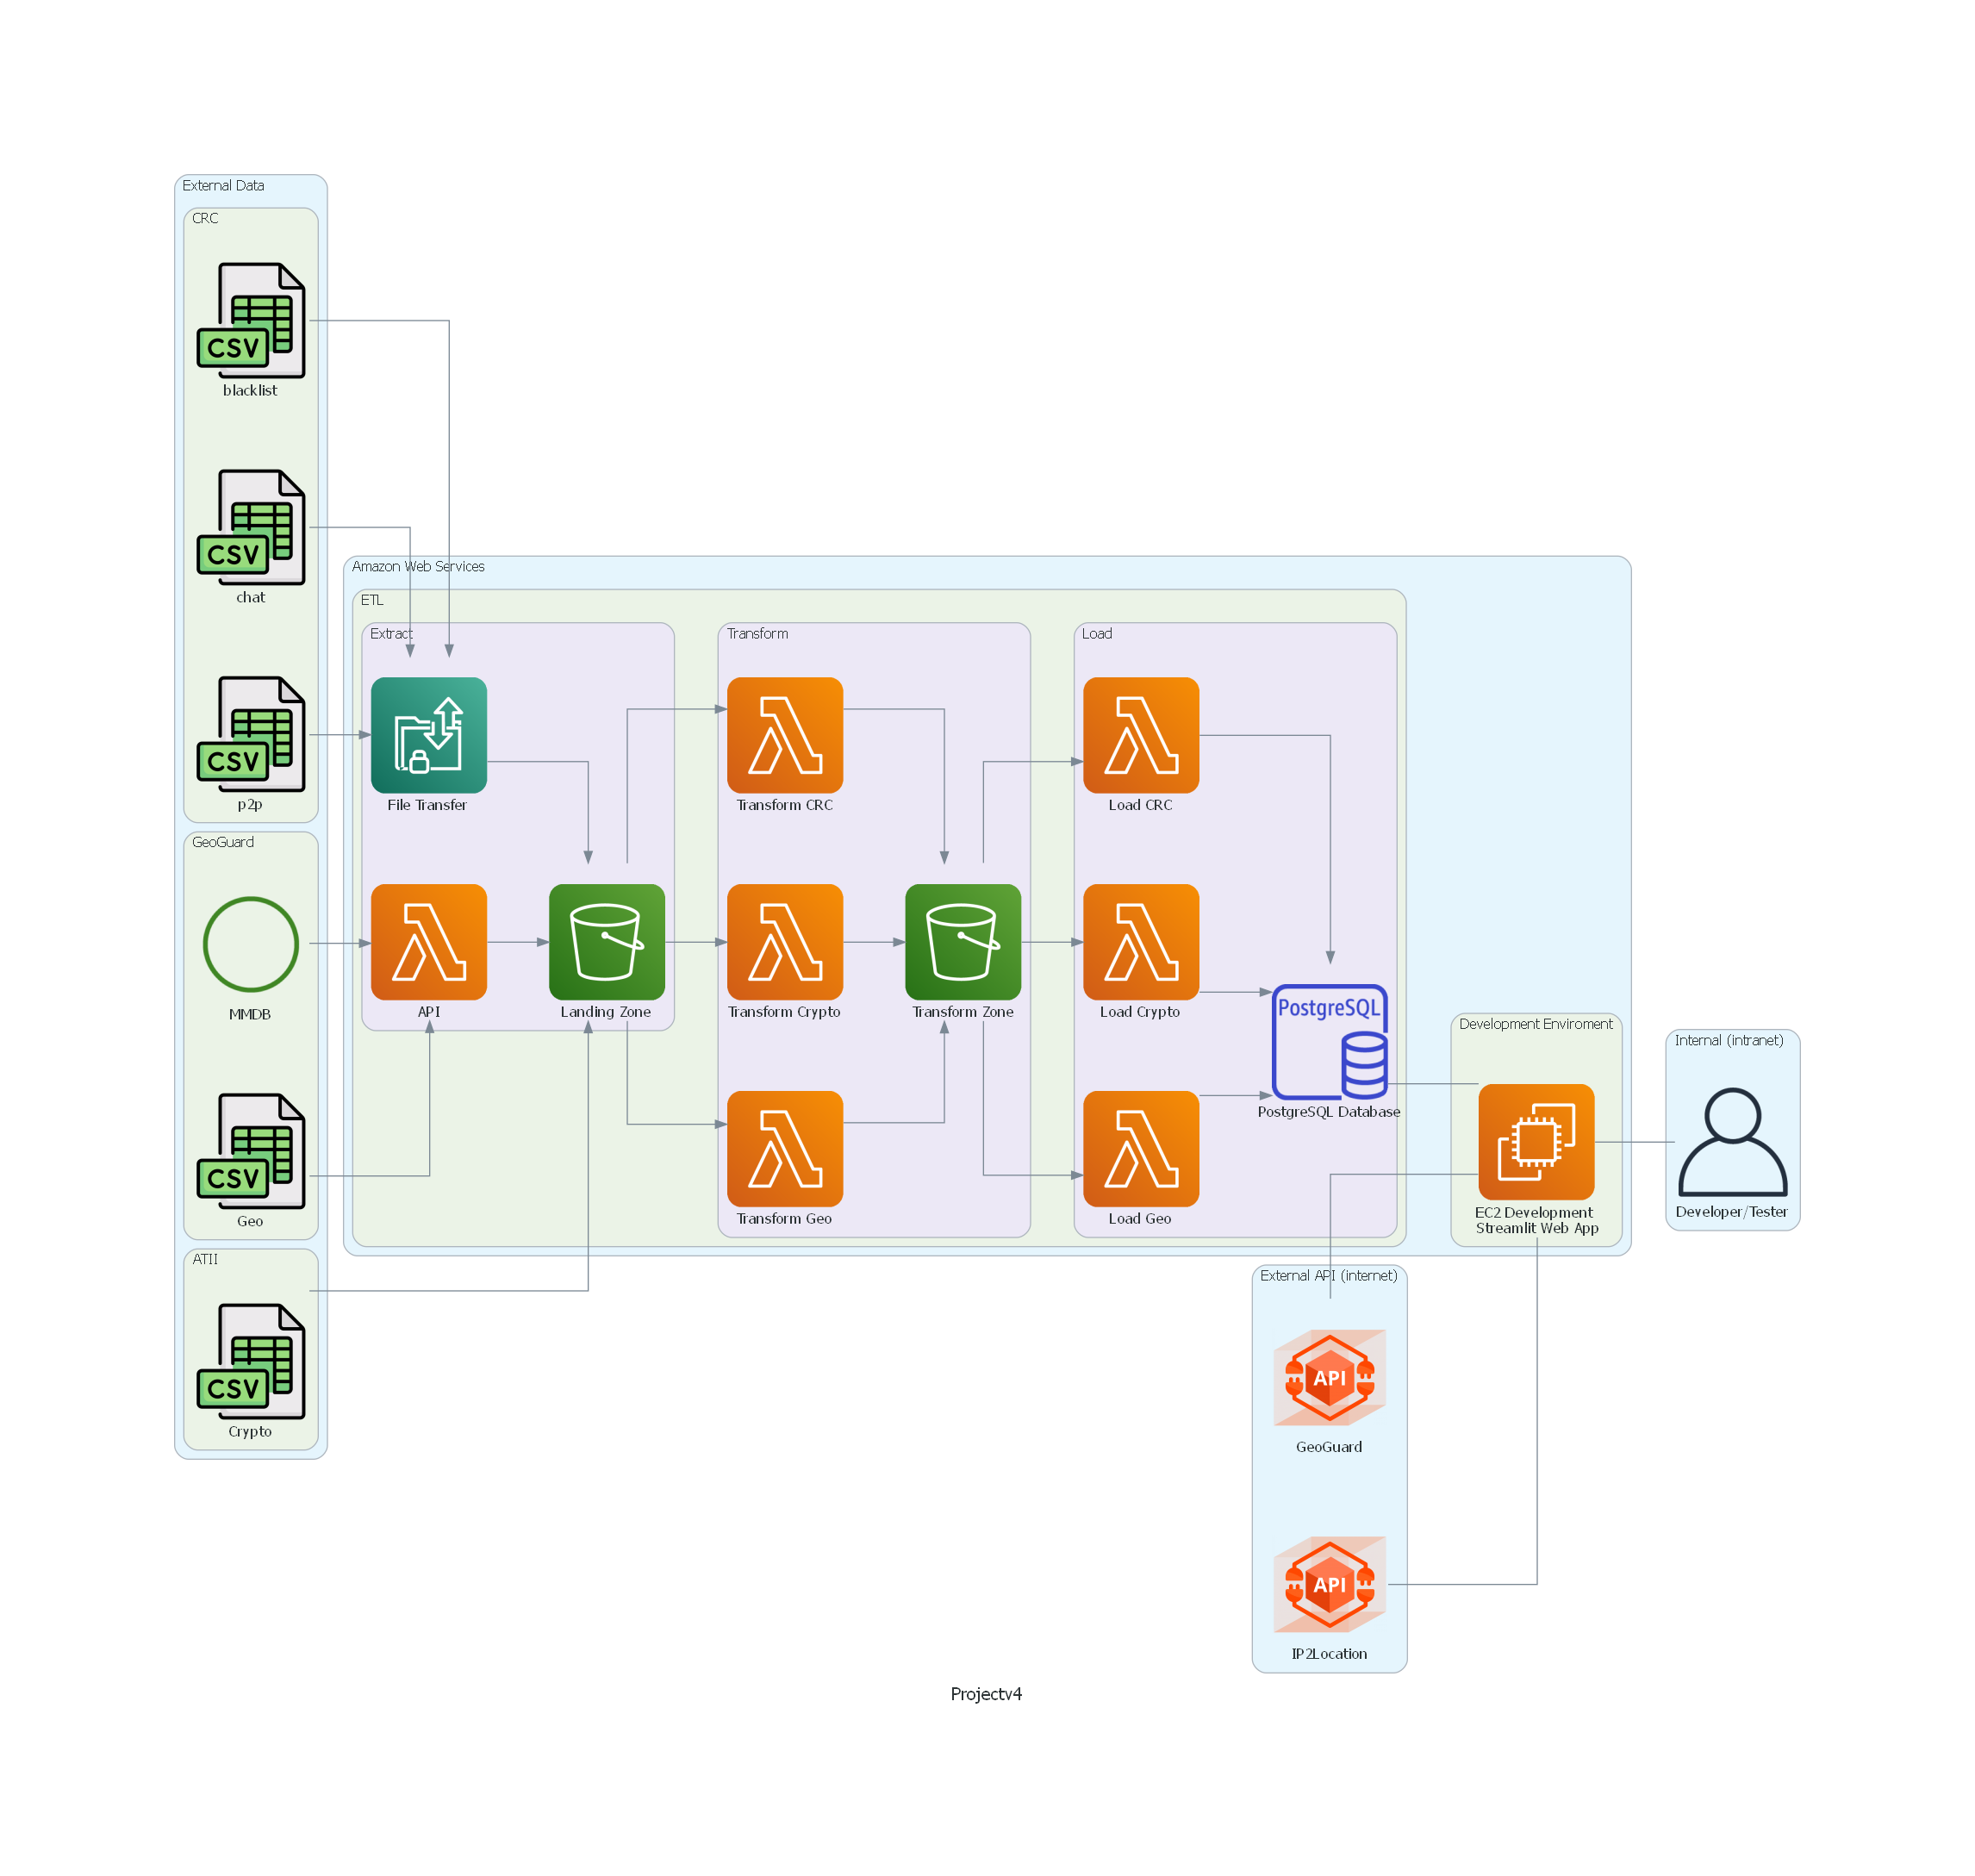 External Data
CRC
CSV
blacklist
CSV
chat
CSV
p2p
GeoGuard
MMDB
CSV
Geo
ATII
CSV
Crypto
Amazon Web Services
ETL
Extract
File Transfer
API
Landing Zone
Transform
Transform CRC
Transform Crypto
Transform Zone
Transform Geo
Load
Load CRC
Load Crypto
Load Geo
PostgreSQL
PostgreSQL Database
Development Enviroment
EC2 Development
Streamlit Web App
Internal (intranet)
Developer/Tester
External API (internet)
API
GeoGuard
API
IP2Location
Projectv4